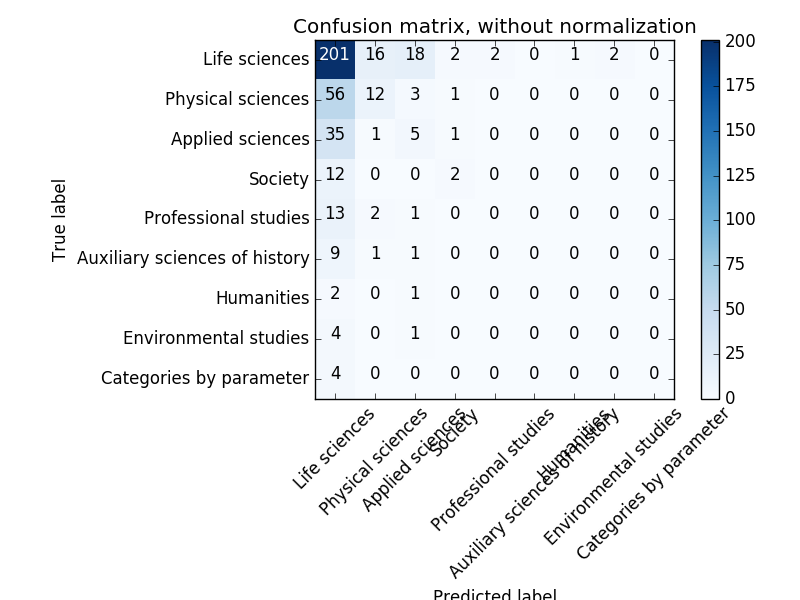 Confusion matrix, without normalization
True label
Life sciences 201 16 18 2 2 0 1 2 0
Physical sciences 56 12 3 1 0 0 0 0 0
Applied sciences 35 1 5 1 0 0 0 0 0
Society 12 0 0 2 0 0 0 0 0
Professional studies 13 2 1 0 0 0 0 0 0
Auxiliary sciences of history 9 1 1 0 0 0 0 0 0
Humanities 2 0 1 0 0 0 0 0 0
Environmental studies 4 0 1 0 0 0 0 0 0
Categories by parameter 4 0 0 0 0 0 0 0 0
Life sciences
Physical sciences
Applied sciences
Society
Professional studies
Auxiliary sciences of history
Humanities
Environmental studies
Categories by parameter
Predicted label
200
175
150
125
100
75
50
25
0